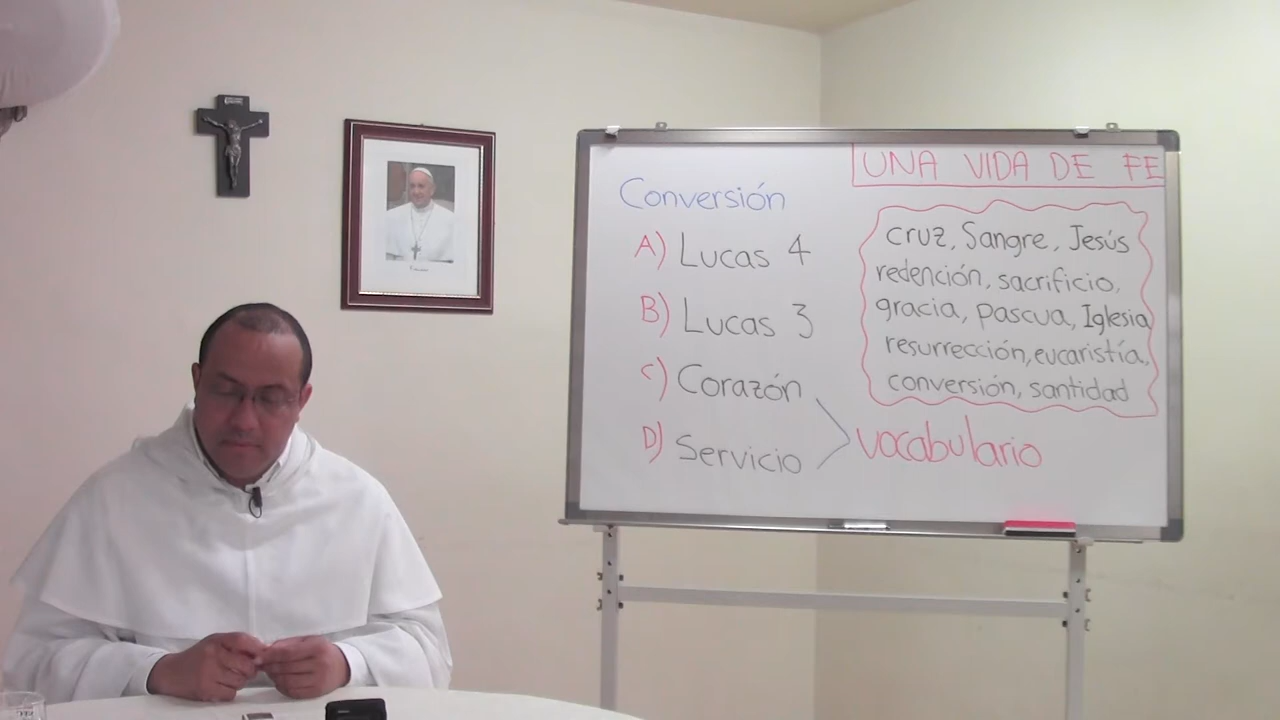 UNA VIDA DE FE
Conversión
A) Lucas 4
B) Lucas 3
C) Corazón
D) Servicio
vocabulario
cruz, Sangre, Jesús
redención, sacrificio,
gracia, pascua, Iglesia
resurrección, eucaristía,
conversión, santidad